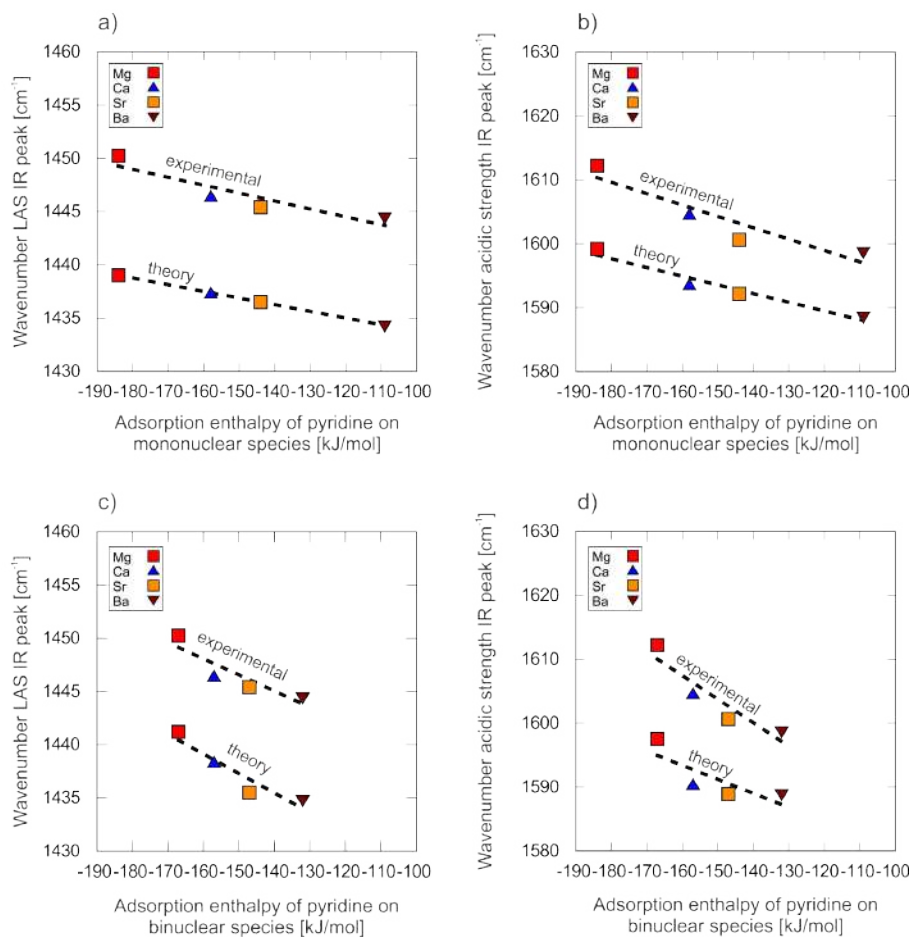 a)
Wavenumber LAS IR peak [cm⁻¹]
1460
1455
1450
1445
1440
1435
1430
Mg
Ca
Sr
Ba
experimental
theory
-190-180-170-160-150-140-130-120-110-100
Adsorption enthalpy of pyridine on
mononuclear species [kJ/mol]
b)
Wavenumber acidic strength IR peak [cm⁻¹]
1630
1620
1610
1600
1590
1580
Mg
Ca
Sr
Ba
experimental
theory
-190-180-170-160-150-140-130-120-110-100
Adsorption enthalpy of pyridine on
mononuclear species [kJ/mol]
c)
Wavenumber LAS IR peak [cm⁻¹]
1460
1455
1450
1445
1440
1435
1430
Mg
Ca
Sr
Ba
experimental
theory
-190-180-170-160-150-140-130-120-110-100
Adsorption enthalpy of pyridine on
binuclear species [kJ/mol]
d)
Wavenumber acidic strength IR peak [cm⁻¹]
1630
1620
1610
1600
1590
1580
Mg
Ca
Sr
Ba
experimental
theory
-190-180-170-160-150-140-130-120-110-100
Adsorption enthalpy of pyridine on
binuclear species [kJ/mol]